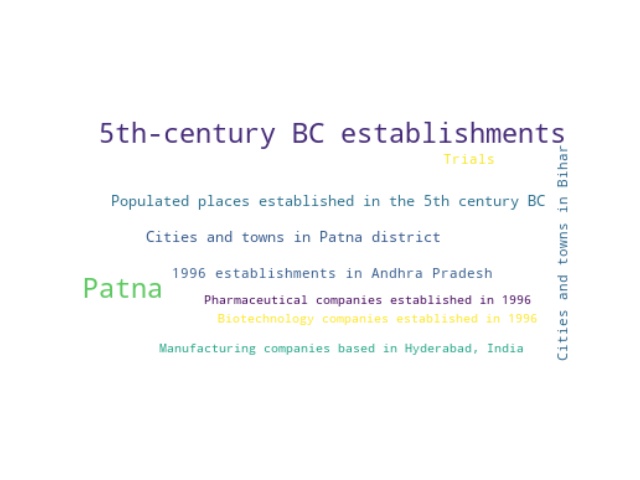 5th-century BC establishments
Trials
Populated places established in the 5th century BC
Cities and towns in Patna district
1996 establishments in Andhra Pradesh
Patna
Pharmaceutical companies established in 1996
Biotechnology companies established in 1996
Manufacturing companies based in Hyderabad, India
Cities and towns in Bihar